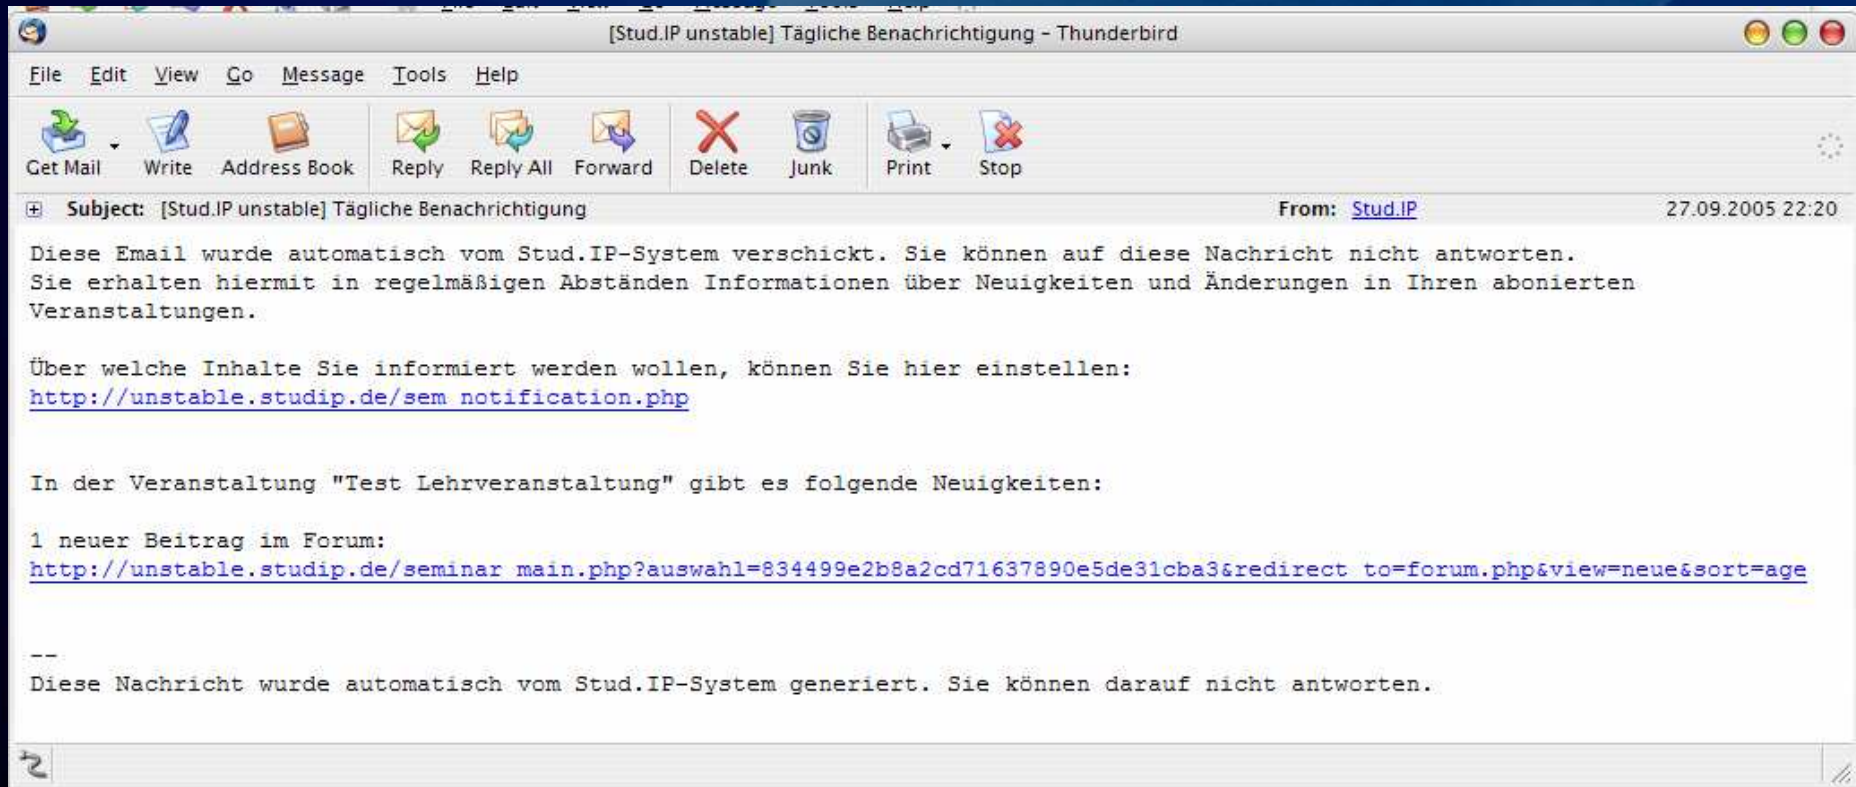 [Stud.IP unstable] Tägliche Benachrichtigung - Thunderbird
File Edit View Go Message Tools Help
Get Mail Write Address Book Reply Reply All Forward Delete Junk Print Stop
Subject: [Stud.IP unstable] Tägliche Benachrichtigung From: Stud.IP 27.09.2005 22:20
Diese Email wurde automatisch vom Stud.IP-System verschickt. Sie können auf diese Nachricht nicht antworten.
Sie erhalten hiermit in regelmäßigen Abständen Informationen über Neuigkeiten und Änderungen in Ihren abonierten
Veranstaltungen.
Über welche Inhalte Sie informiert werden wollen, können Sie hier einstellen:
http://unstable.studip.de/sem_notification.php
In der Veranstaltung "Test Lehrveranstaltung" gibt es folgende Neuigkeiten:
1 neuer Beitrag im Forum:
http://unstable.studip.de/seminar_main.php?auswahl=834499e2b8a2cd71637890e5de31cba3&redirect_to=forum.php&view=neue&sort=age
--
Diese Nachricht wurde automatisch vom Stud.IP-System generiert. Sie können darauf nicht antworten.